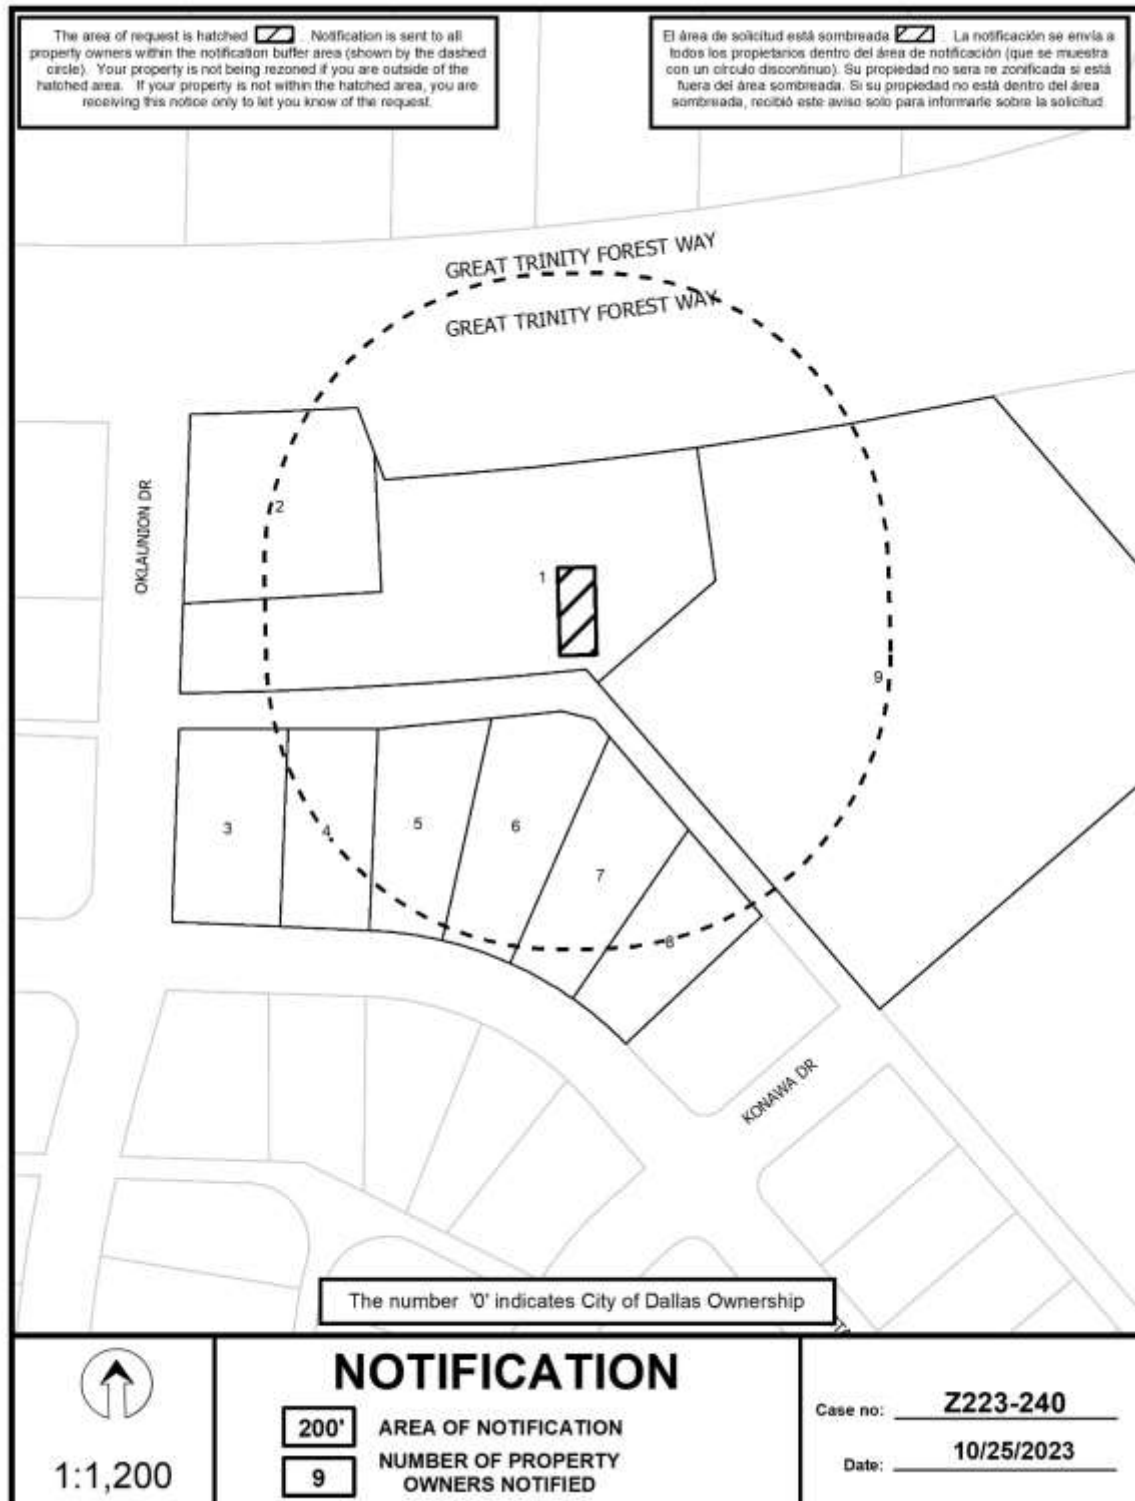 The area of request is hatched . Notification is sent to all
property owners within the notification buffer area (shown by the dashed
circle). Your property is not being rezoned if you are outside of the
hatched area. If your property is not within the hatched area, you are
receiving this notice only to let you know of the request.
El área de solicitud está sombreada . La notificación se envía a
todos los propietarios dentro del área de notificación (que se muestra
con un círculo discontinuo). Su propiedad no sera re zonificada si está
fuera del área sombreada. Si su propiedad no está dentro del área
sombreada, recibió este aviso solo para informarle sobre la solicitud
GREAT TRINITY FOREST WAY
GREAT TRINITY FOREST WAY
OKLAUNION DR
2
1
9
3
4
5
6
7
8
KONAWA DR
The number '0' indicates City of Dallas Ownership
1:1,200
NOTIFICATION
200' AREA OF NOTIFICATION
9 NUMBER OF PROPERTY
OWNERS NOTIFIED
Case no: Z223-240
Date: 10/25/2023